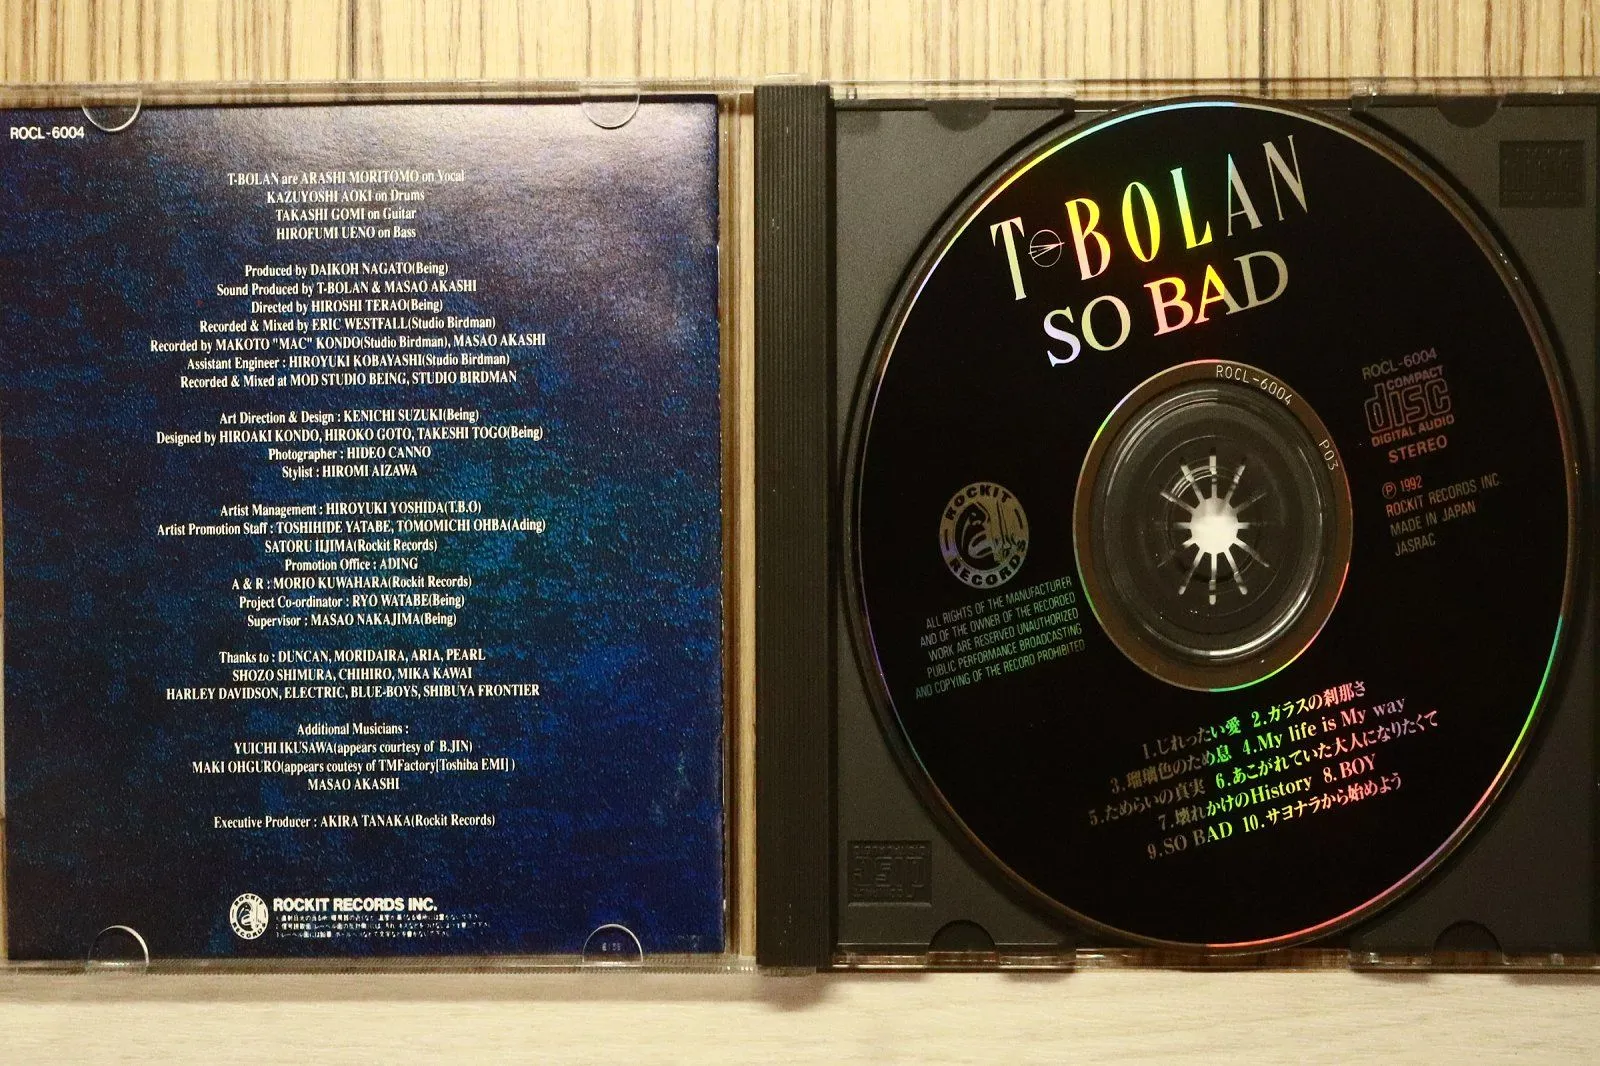 ROCL-6004
T-BOLAN are ARASHI MORITOMO on Vocal
KAZUYOSHI AOKI on Drums
TAKASHI GOMI on Guitar
HIROFUMI UENO on Bass
Produced by DAIKOH NAGATO(Being)
Sound Produced by T-BOLAN & MASAO AKASHI
Directed by HIROSHI TERAO(Being)
Recorded & Mixed by ERIC WESTFALL(Studio Birdman)
Recorded by MAKOTO "MAC" KONDO(Studio Birdman), MASAO AKASHI
Assistant Engineer : HIROYUKI KOBAYASHI(Studio Birdman)
Recorded & Mixed at MOD STUDIO BEING, STUDIO BIRDMAN
Art Direction & Design : KENICHI SUZUKI(Being)
Designed by HIROAKI KONDO, HIROKO GOTO, TAKESHI TOGO(Being)
Photographer : HIDEO CANNO
Stylist : HIROMI AIZAWA
Artist Management : HIROYUKI YOSHIDA(T.B.O)
Artist Promotion Staff : TOSHIHIDE YATABE, TOMOMICHI OHBA(Ading)
SATORU IIJIMA(Rockit Records)
Promotion Office : ADING
A & R : MORIO KUWAHARA(Rockit Records)
Project Co-ordinator : RYO WATABE(Being)
Supervisor : MASAO NAKAJIMA(Being)
Thanks to : DUNCAN, MORIDAIRA, ARIA, PEARL
SHOZO SHIMURA, CHIHIRO, MIKA KAWAI
HARLEY DAVIDSON, ELECTRIC, BLUE-BOYS, SHIBUYA FRONTIER
Additional Musicians :
YUICHI IKUSAWA(appears courtesy of B.JIN)
MAKI OHGURO(appears coutesy of TMFactory[Toshiba EMI] )
MASAO AKASHI
Executive Producer : AKIRA TANAKA(Rockit Records)
ROCKIT RECORDS
ROCKIT RECORDS INC.
T-BOLAN
SO BAD
ROCL-6004
P03
ROCL-6004
COMPACT
disc
DIGITAL AUDIO
STEREO
Ⓟ 1992
ROCKIT RECORDS INC.
MADE IN JAPAN
JASRAC
ROCKIT RECORDS
ALL RIGHTS OF THE MANUFACTURER
AND OF THE OWNER OF THE RECORDED
WORK ARE RESERVED UNAUTHORIZED
PUBLIC PERFORMANCE BROADCASTING
AND COPYING OF THE RECORD PROHIBITED
1.じれったい愛 2.ガラスの刹那さ
3.瑠璃色のため息 4.My life is My way
5.ためらいの真実 6.あこがれていた大人になりたくて
7.壊れかけのHistory 8.BOY
9.SO BAD 10.サヨナラから始めよう